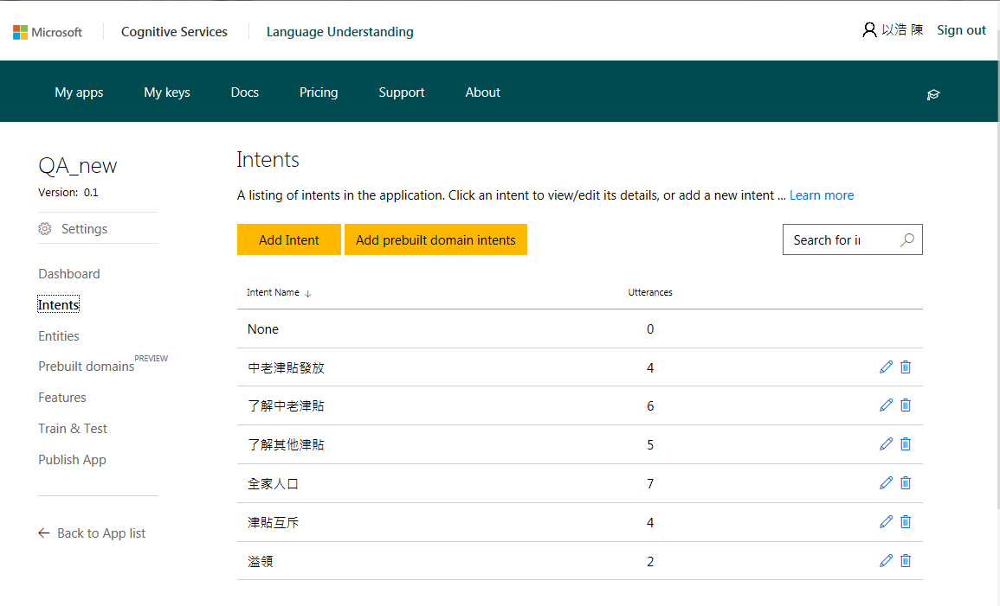 Microsoft Cognitive Services Language Understanding 以浩 陳 Sign out
My apps My keys Docs Pricing Support About
QA_new
Version: 0.1
Settings
Dashboard
Intents
Entities
Prebuilt domains PREVIEW
Features
Train & Test
Publish App
Back to App list
Intents
A listing of intents in the application. Click an intent to view/edit its details, or add a new intent ... Learn more
Add Intent Add prebuilt domain intents Search for
Intent Name Utterances
None 0
中老津貼發放 4
了解中老津貼 6
了解其他津貼 5
全家人口 7
津貼互斥 4
溢領 2